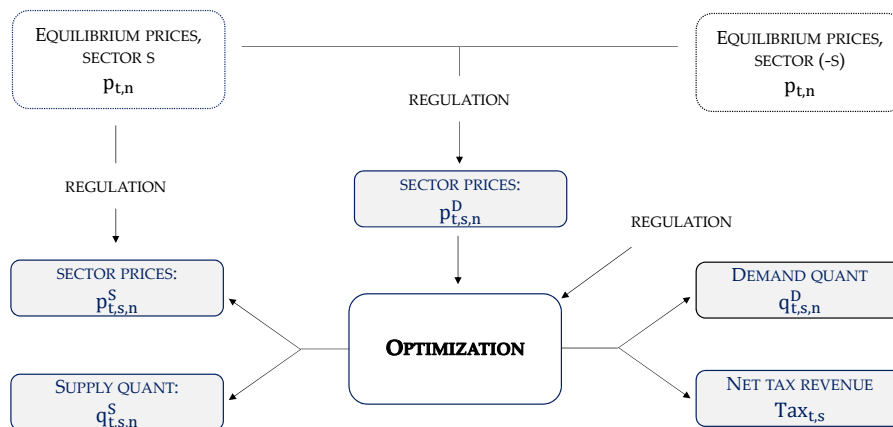 EQUILIBRIUM PRICES,
SECTOR S
p_{t,n}
EQUILIBRIUM PRICES,
SECTOR (-S)
p_{t,n}
REGULATION
REGULATION
SECTOR PRICES:
p^D_{t,s,n}
REGULATION
SECTOR PRICES:
p^S_{t,s,n}
OPTIMIZATION
DEMAND QUANT
q^D_{t,s,n}
SUPPLY QUANT:
q^S_{t,s,n}
NET TAX REVENUE
Tax_{t,s}